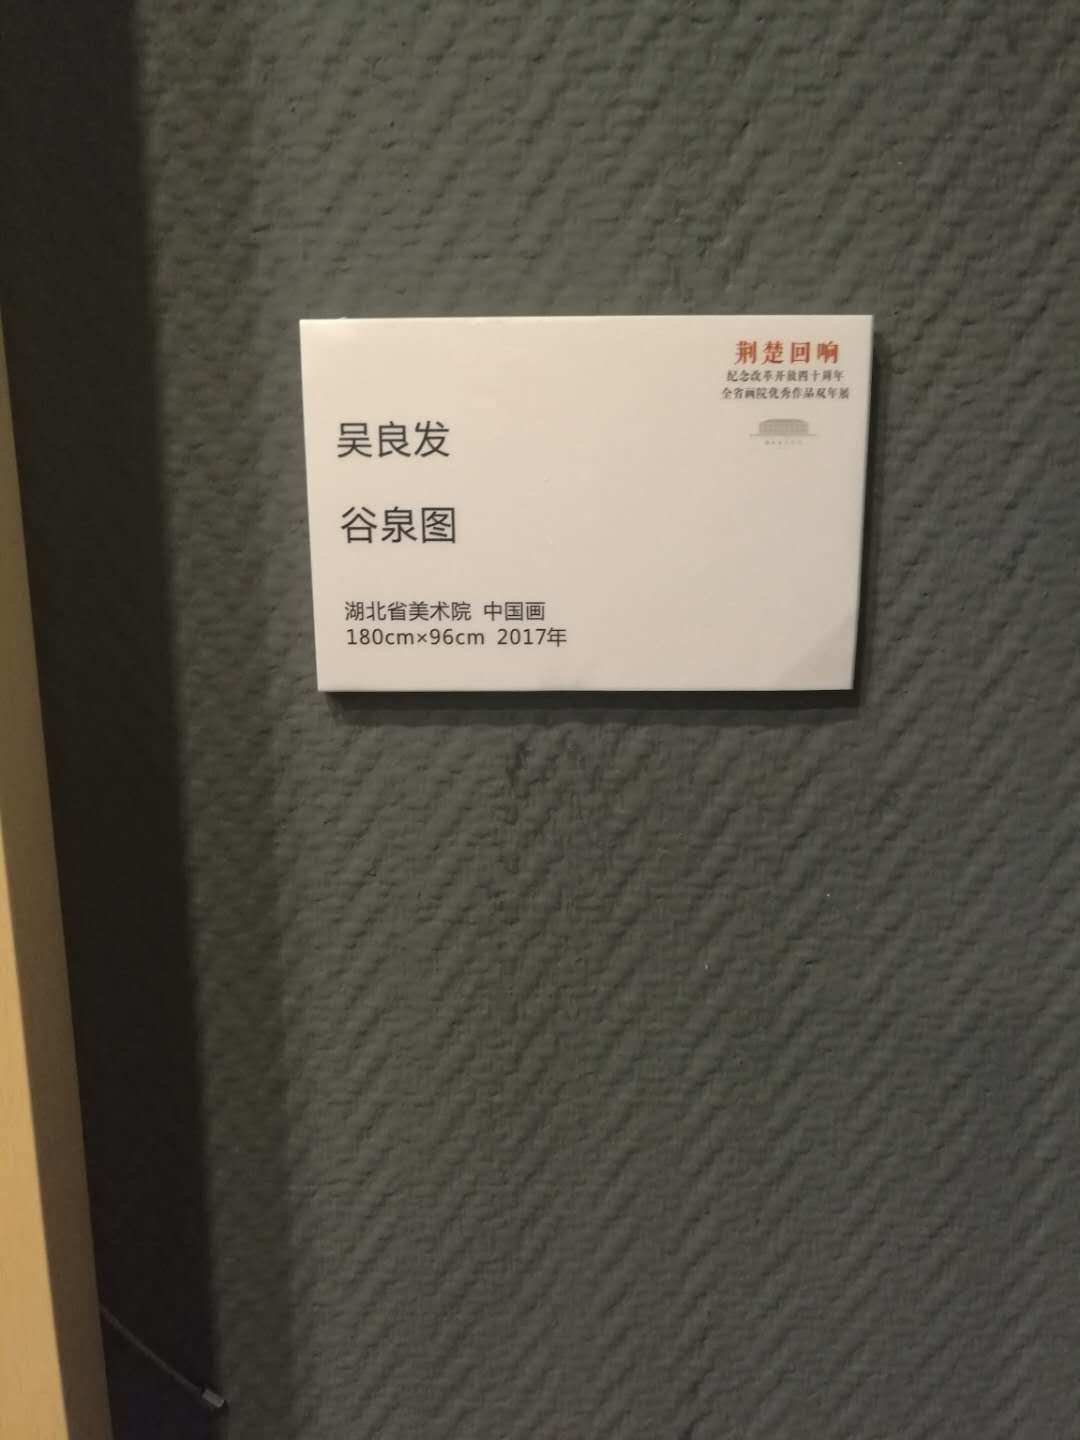 荆楚回响
纪念改革开放四十周年
全省画院优秀作品双年展
吴良发
谷泉图
湖北省美术院 中国画
180cm×96cm 2017年